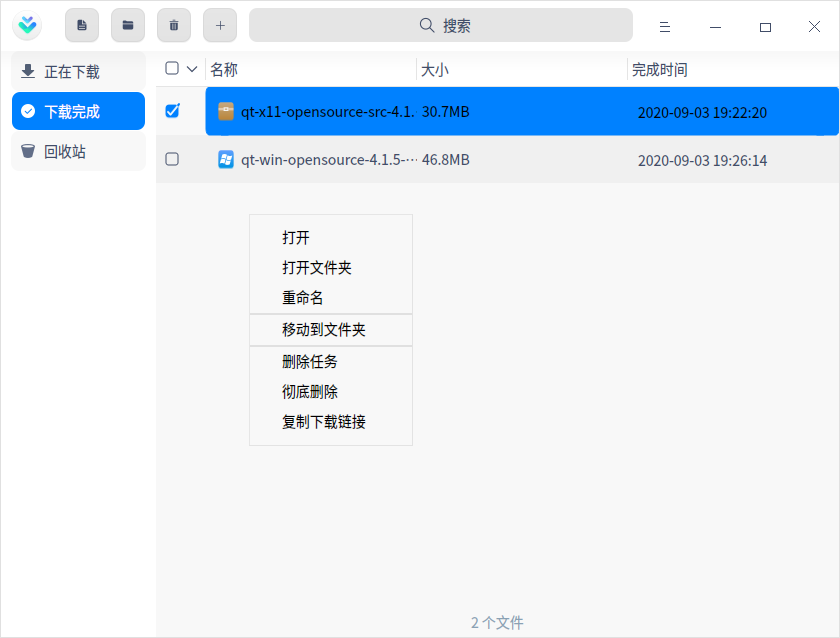 搜索
正在下载
下载完成
回收站
名称 大小 完成时间
qt-x11-opensource-src-4.1. 30.7MB 2020-09-03 19:22:20
qt-win-opensource-4.1.5-··· 46.8MB 2020-09-03 19:26:14
打开
打开文件夹
重命名
移动到文件夹
删除任务
彻底删除
复制下载链接
2 个文件